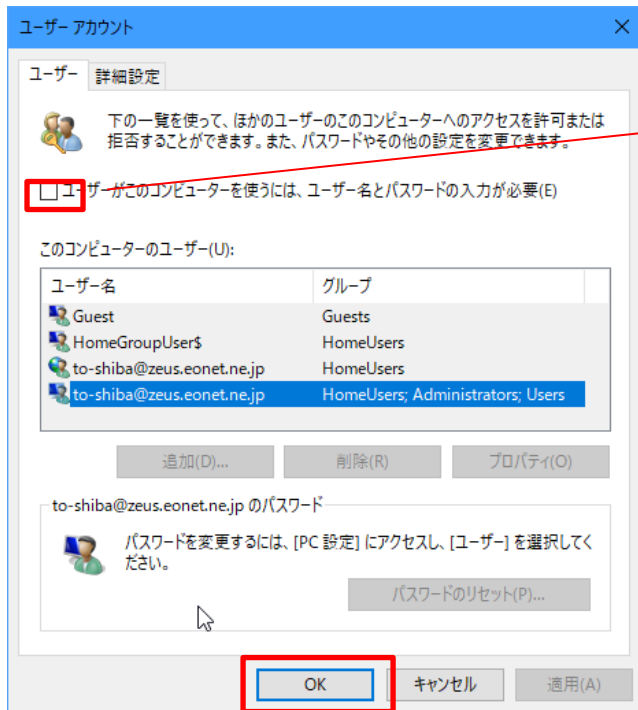 ユーザー アカウント
ユーザー 詳細設定
下の一覧を使って、ほかのユーザーのこのコンピューターへのアクセスを許可または
拒否することができます。また、パスワードやその他の設定を変更できます。
ユーザーがこのコンピューターを使うには、ユーザー名とパスワードの入力が必要(E)
このコンピューターのユーザー(U):
ユーザー名 グループ
Guest Guests
HomeGroupUser$ HomeUsers
to-shiba@zeus.eonet.ne.jp HomeUsers
to-shiba@zeus.eonet.ne.jp HomeUsers; Administrators; Users
追加(D)... 削除(R) プロパティ(O)
to-shiba@zeus.eonet.ne.jp のパスワード
パスワードを変更するには、[PC 設定] にアクセスし、[ユーザー] を選択してく
ださい。
パスワードのリセット(P)...
OK キャンセル 適用(A)